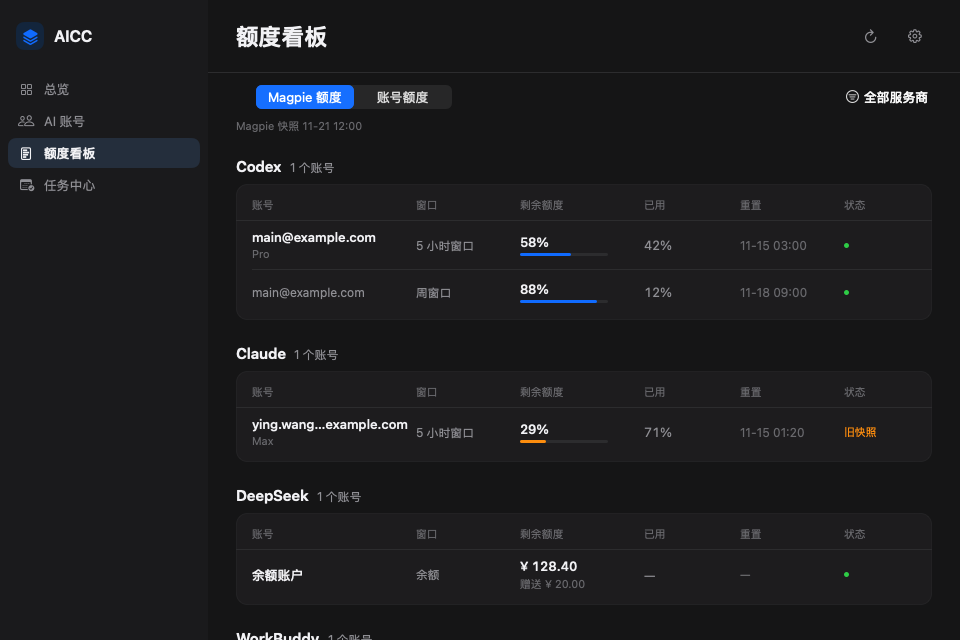 AICC
总览
AI 账号
额度看板
任务中心
额度看板
Magpie 额度 账号额度
全部服务商
Magpie 快照 11-21 12:00
Codex 1 个账号
账号 窗口 剩余额度 已用 重置 状态
main@example.com 5 小时窗口 58% 42% 11-15 03:00
Pro
main@example.com 周窗口 88% 12% 11-18 09:00
Claude 1 个账号
账号 窗口 剩余额度 已用 重置 状态
ying.wang...example.com 5 小时窗口 29% 71% 11-15 01:20 旧快照
Max
DeepSeek 1 个账号
账号 窗口 剩余额度 已用 重置 状态
余额账户 余额 ¥ 128.40 — —
赠送 ¥ 20.00
WorkBuddy 1 个账号